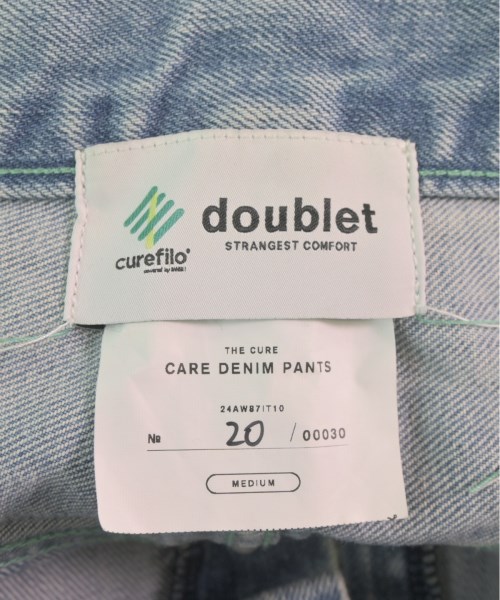 doublet
STRANGEST COMFORT
curefilo®
THE CURE
CARE DENIM PANTS
24AW87IT10
№ 20 / 00030
MEDIUM